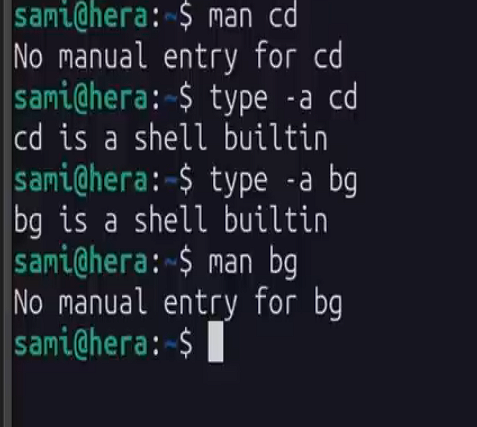 sami@hera:~$ man cd
No manual entry for cd
sami@hera:~$ type -a cd
cd is a shell builtin
sami@hera:~$ type -a bg
bg is a shell builtin
sami@hera:~$ man bg
No manual entry for bg
sami@hera:~$